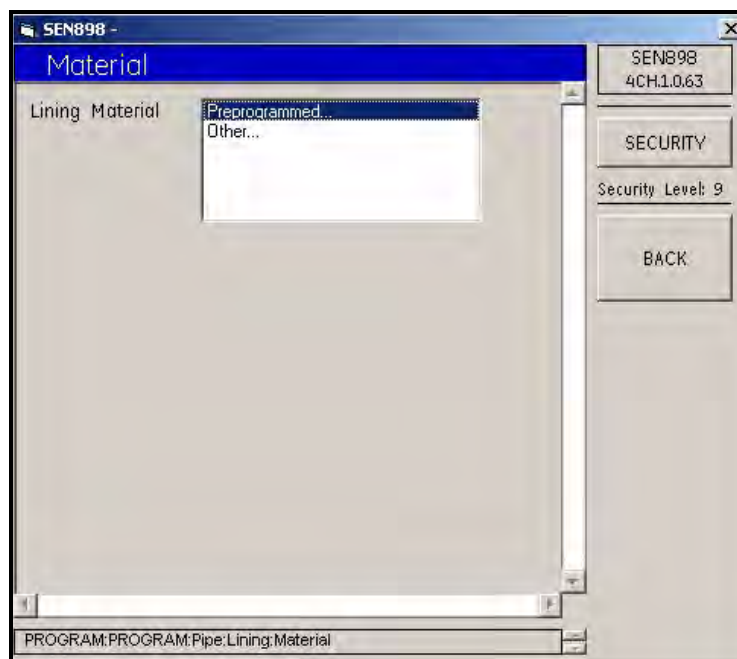 SEN898 -
Material
SEN898
4CH.1.0.63
Lining Material
Preprogrammed...
Other...
SECURITY
Security Level: 9
BACK
PROGRAM:PROGRAM:Pipe:Lining:Material